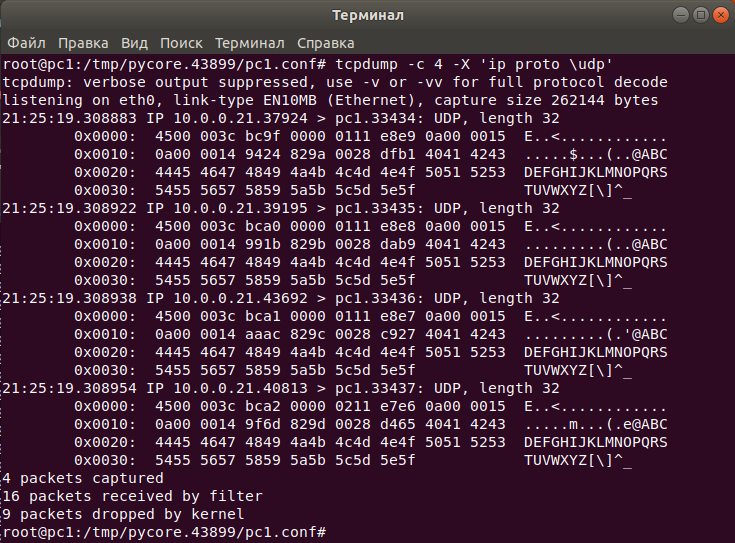 Терминал
Файл Правка Вид Поиск Терминал Справка
root@pc1:/tmp/pycore.43899/pc1.conf# tcpdump -c 4 -X 'ip proto \udp'
tcpdump: verbose output suppressed, use -v or -vv for full protocol decode
listening on eth0, link-type EN10MB (Ethernet), capture size 262144 bytes
21:25:19.308883 IP 10.0.0.21.37924 > pc1.33434: UDP, length 32
0x0000:  4500 003c bc9f 0000 0111 e8e9 0a00 0015  E..<............
0x0010:  0a00 0014 9424 829a 0028 dfb1 4041 4243  .....$...(..@ABC
0x0020:  4445 4647 4849 4a4b 4c4d 4e4f 5051 5253  DEFGHIJKLMNOPQRS
0x0030:  5455 5657 5859 5a5b 5c5d 5e5f            TUVWXYZ[\]^_
21:25:19.308922 IP 10.0.0.21.39195 > pc1.33435: UDP, length 32
0x0000:  4500 003c bca0 0000 0111 e8e8 0a00 0015  E..<............
0x0010:  0a00 0014 991b 829b 0028 dab9 4041 4243  .........(..@ABC
0x0020:  4445 4647 4849 4a4b 4c4d 4e4f 5051 5253  DEFGHIJKLMNOPQRS
0x0030:  5455 5657 5859 5a5b 5c5d 5e5f            TUVWXYZ[\]^_
21:25:19.308938 IP 10.0.0.21.43692 > pc1.33436: UDP, length 32
0x0000:  4500 003c bca1 0000 0111 e8e7 0a00 0015  E..<............
0x0010:  0a00 0014 aaac 829c 0028 c927 4041 4243  .........(.'@ABC
0x0020:  4445 4647 4849 4a4b 4c4d 4e4f 5051 5253  DEFGHIJKLMNOPQRS
0x0030:  5455 5657 5859 5a5b 5c5d 5e5f            TUVWXYZ[\]^_
21:25:19.308954 IP 10.0.0.21.40813 > pc1.33437: UDP, length 32
0x0000:  4500 003c bca2 0000 0211 e7e6 0a00 0015  E..<............
0x0010:  0a00 0014 9f6d 829d 0028 d465 4041 4243  .....m...(.e@ABC
0x0020:  4445 4647 4849 4a4b 4c4d 4e4f 5051 5253  DEFGHIJKLMNOPQRS
0x0030:  5455 5657 5859 5a5b 5c5d 5e5f            TUVWXYZ[\]^_
4 packets captured
16 packets received by filter
9 packets dropped by kernel
root@pc1:/tmp/pycore.43899/pc1.conf#